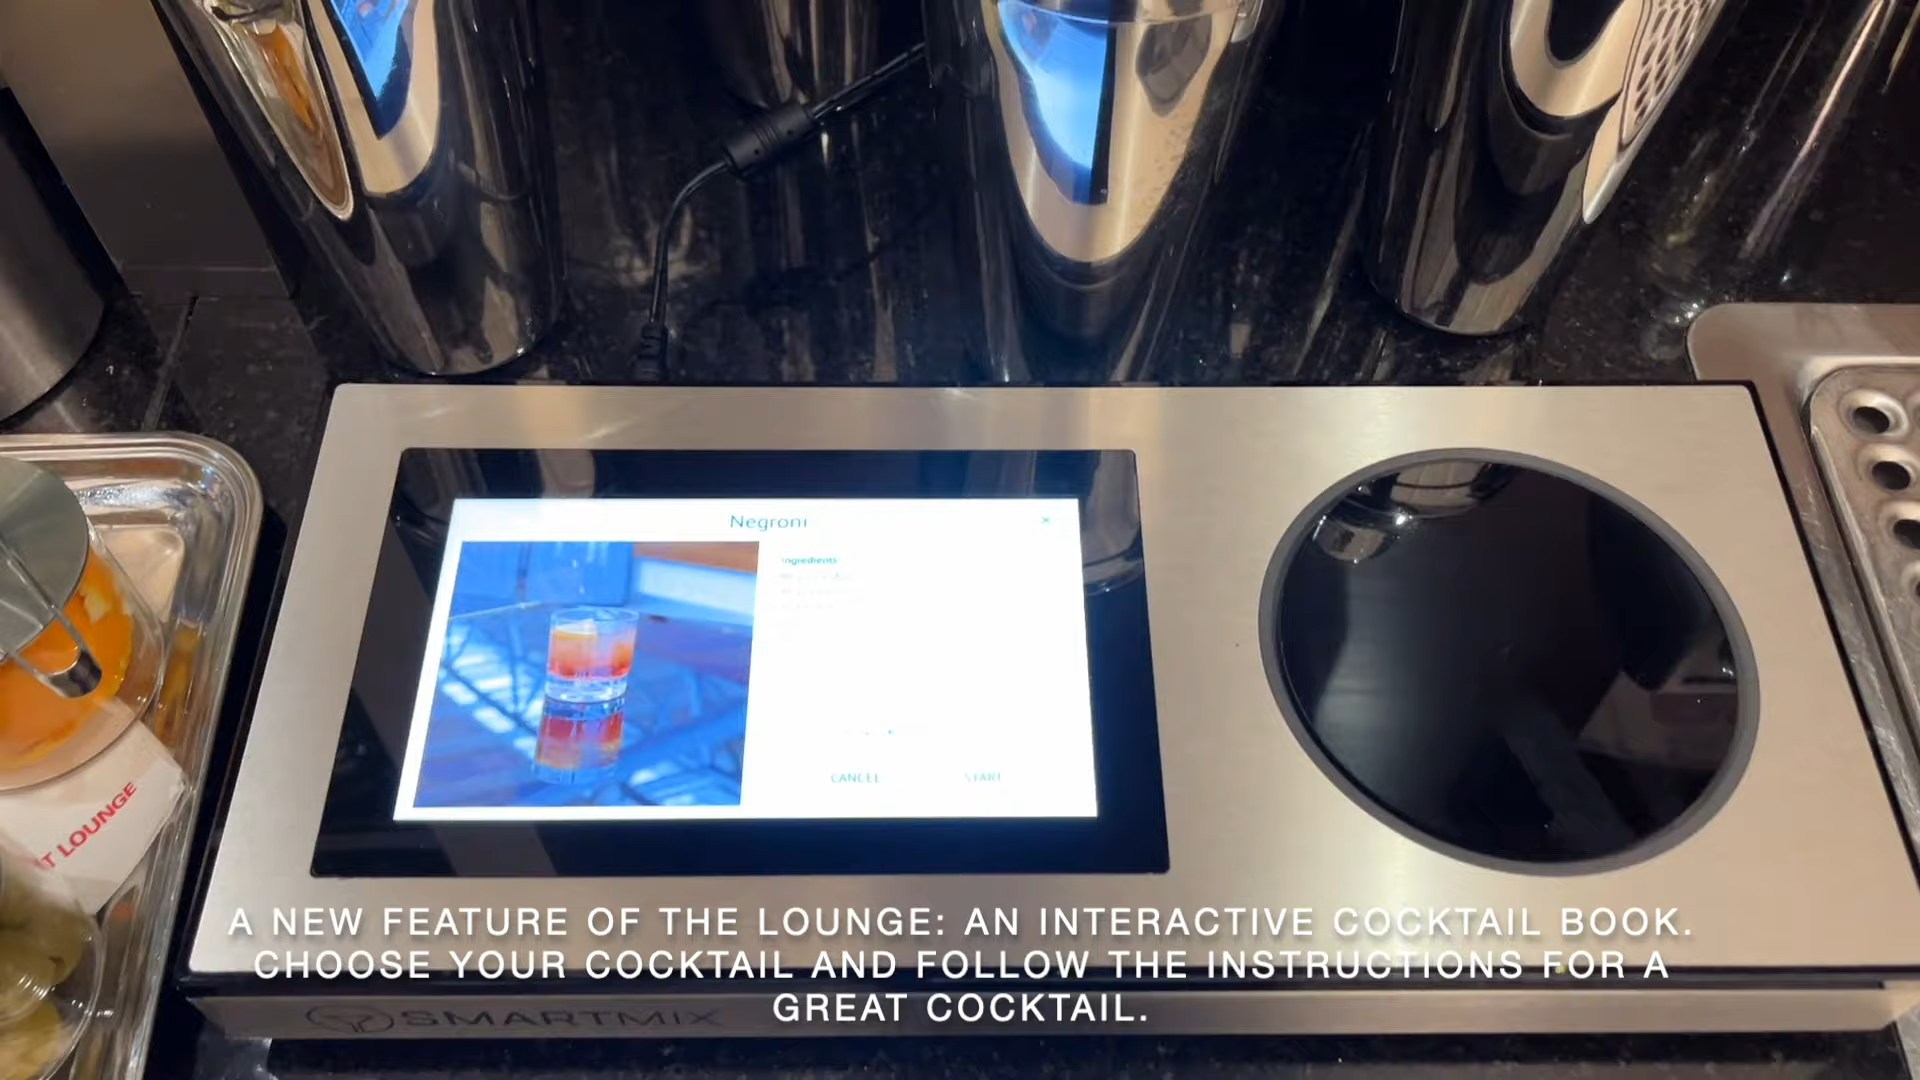 Negroni
×
Ingredients
CANCEL
START
T LOUNGE
A NEW FEATURE OF THE LOUNGE: AN INTERACTIVE COCKTAIL BOOK.
CHOOSE YOUR COCKTAIL AND FOLLOW THE INSTRUCTIONS FOR A
GREAT COCKTAIL.
SMARTMIX